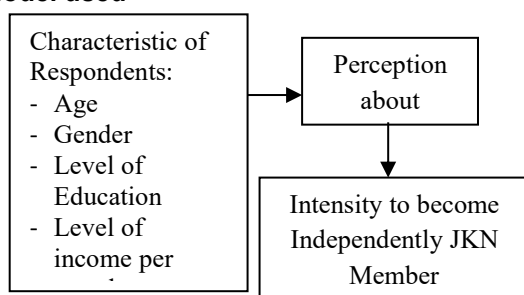 used
Characteristic of
Respondents:
- Age
- Gender
- Level of
Education
- Level of
income per
Perception
about
Intensity to become
Independently JKN
Member